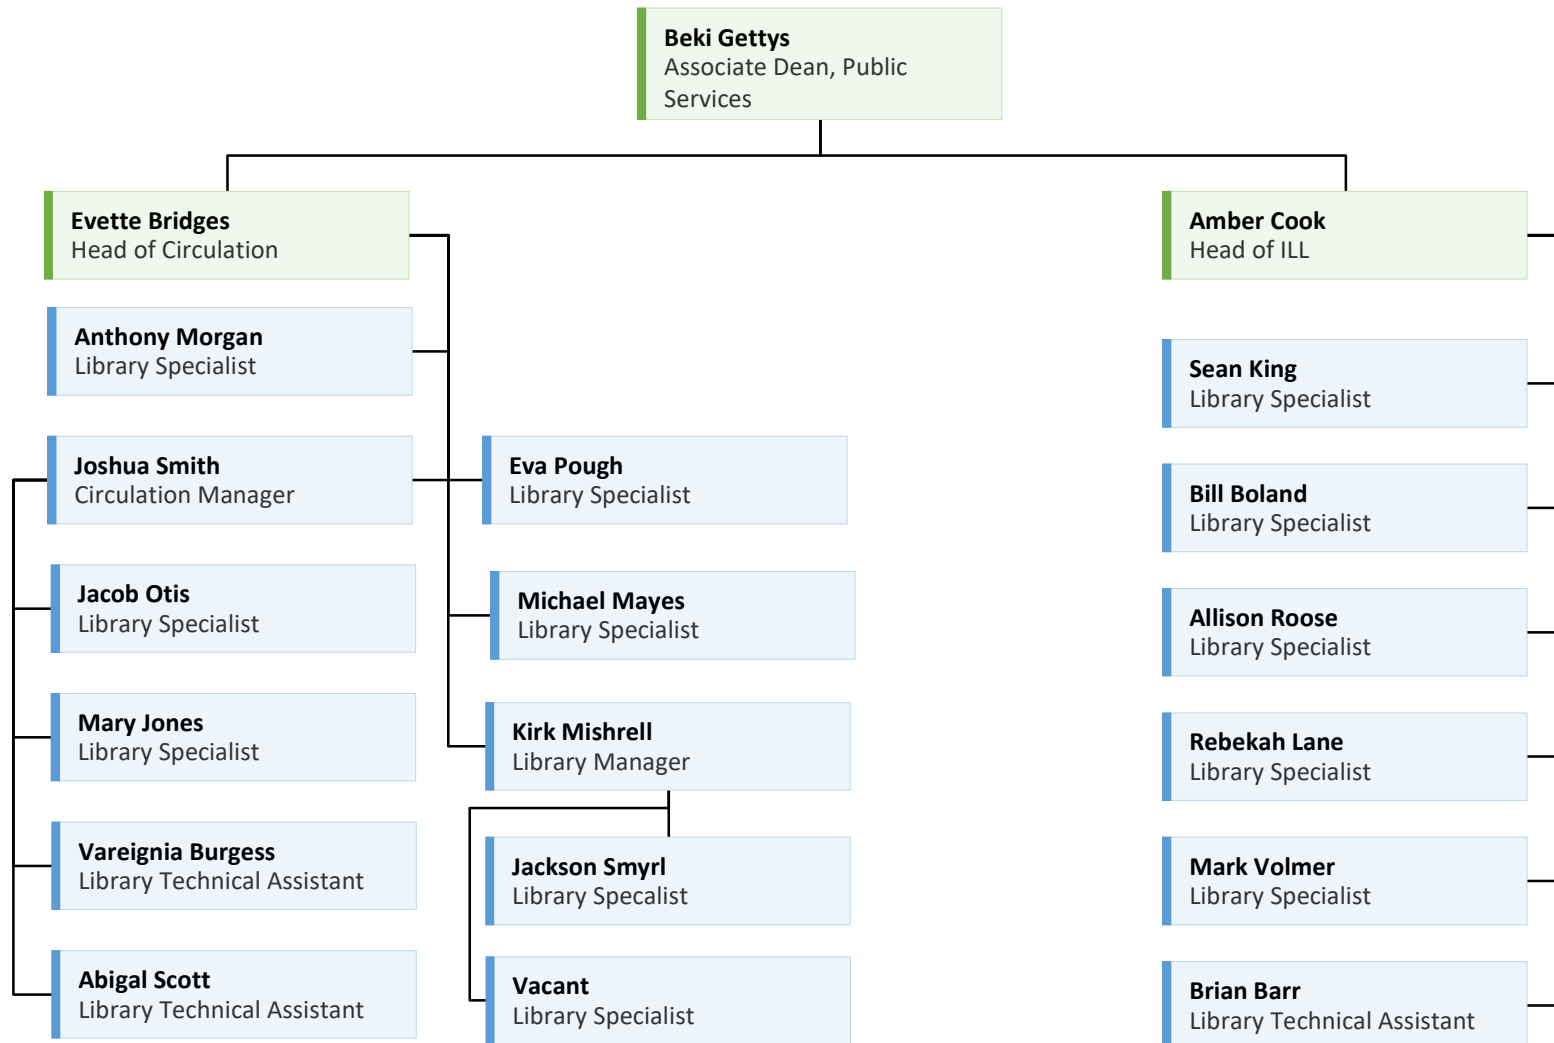 Beki Gettys
Associate Dean, Public
Services
Evette Bridges
Head of Circulation
Anthony Morgan
Library Specialist
Joshua Smith
Circulation Manager
Jacob Otis
Library Specialist
Mary Jones
Library Specialist
Vareignia Burgess
Library Technical Assistant
Abigal Scott
Library Technical Assistant
Eva Pough
Library Specialist
Michael Mayes
Library Specialist
Kirk Mishrell
Library Manager
Jackson Smyrl
Library Specalist
Vacant
Library Specialist
Amber Cook
Head of ILL
Sean King
Library Specialist
Bill Boland
Library Specialist
Allison Roose
Library Specialist
Rebekah Lane
Library Specialist
Mark Volmer
Library Specialist
Brian Barr
Library Technical Assistant